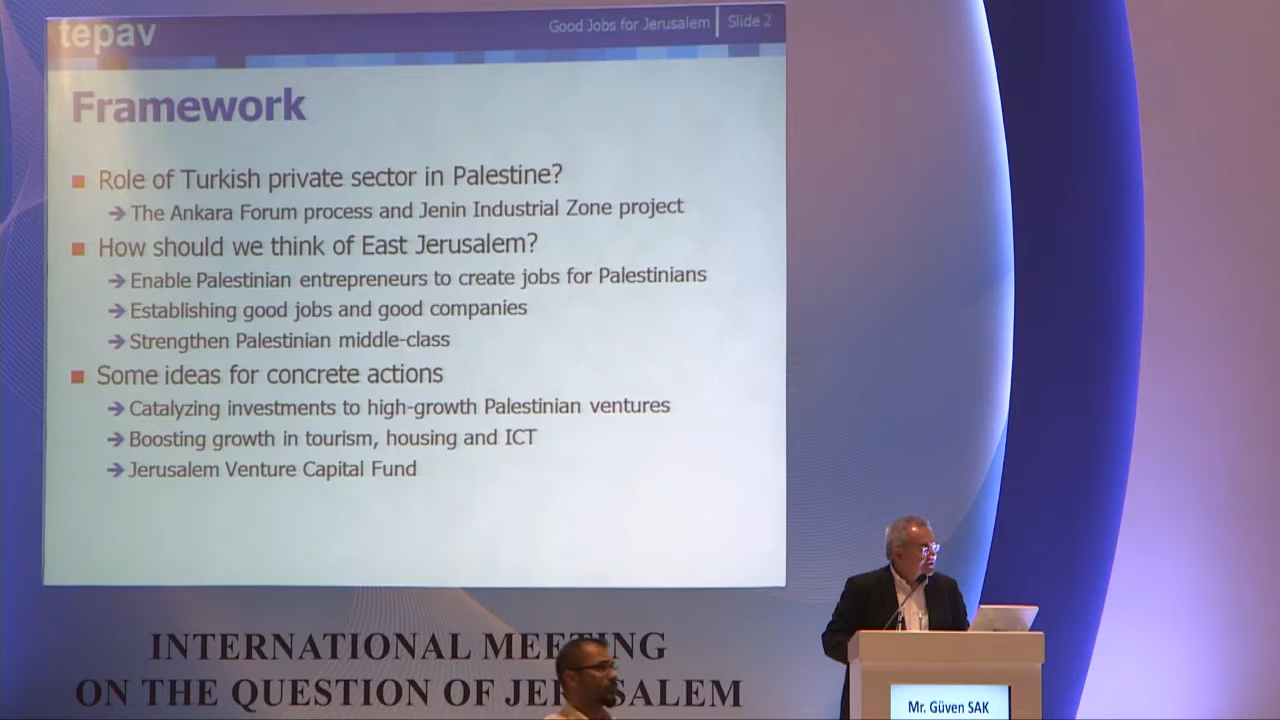 tepav
Good Jobs for Jerusalem | Slide 2
Framework
Role of Turkish private sector in Palestine?
The Ankara Forum process and Jenin Industrial Zone project
How should we think of East Jerusalem?
Enable Palestinian entrepreneurs to create jobs for Palestinians
Establishing good jobs and good companies
Strengthen Palestinian middle-class
Some ideas for concrete actions
Catalyzing investments to high-growth Palestinian ventures
Boosting growth in tourism, housing and ICT
Jerusalem Venture Capital Fund
INTERNATIONAL MEETING
ON THE QUESTION OF JERUSALEM
Mr. Güven SAK